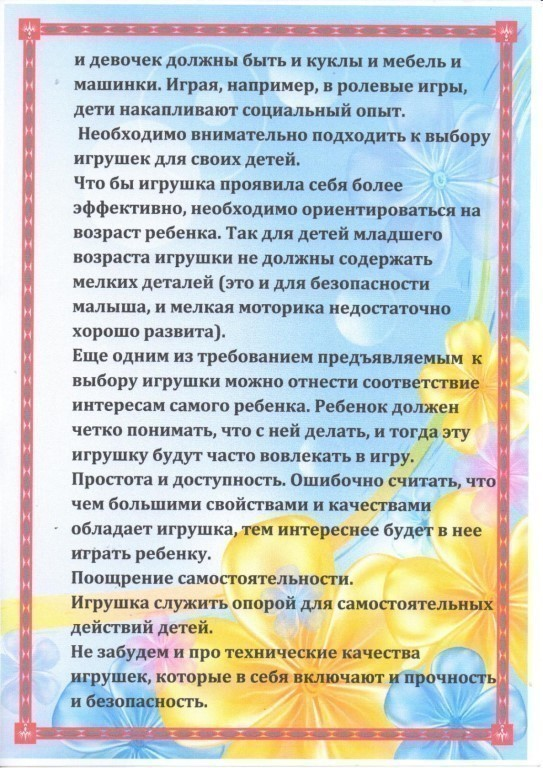 и девочек должны быть и куклы и мебель и
машинки. Играя, например, в ролевые игры,
дети накапливают социальный опыт.
Необходимо внимательно подходить к выбору
игрушек для своих детей.
Что бы игрушка проявила себя более
эффективно, необходимо ориентироваться на
возраст ребенка. Так для детей младшего
возраста игрушки не должны содержать
мелких деталей (это и для безопасности
малыша, и мелкая моторика недостаточно
хорошо развита).
Еще одним из требованием предъявляемым к
выбору игрушки можно отнести соответствие
интересам самого ребенка. Ребенок должен
четко понимать, что с ней делать, и тогда эту
игрушку будут часто вовлекать в игру.
Простота и доступность. Ошибочно считать, что
чем большими свойствами и качествами
обладает игрушка, тем интереснее будет в нее
играть ребенку.
Поощрение самостоятельности.
Игрушка служить опорой для самостоятельных
действий детей.
Не забудем и про технические качества
игрушек, которые в себя включают и прочность
и безопасность.